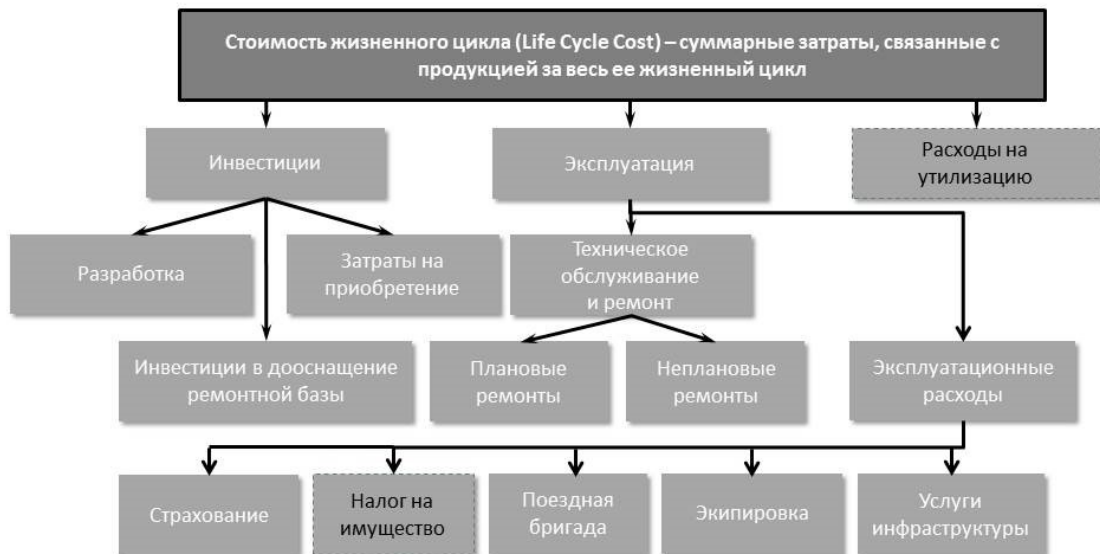 Стоимость жизненного цикла (Life Cycle Cost) – суммарные затраты, связанные с
продукцией за весь ее жизненный цикл
Инвестиции
Эксплуатация
Расходы на
утилизацию
Разработка
Затраты на
приобретение
Техническое
обслуживание
и ремонт
Инвестиции в дооснащение
ремонтной базы
Плановые
ремонты
Неплановые
ремонты
Эксплуатационные
расходы
Страхование
Налог на
имущество
Поездная
бригада
Экипировка
Услуги
инфраструктуры